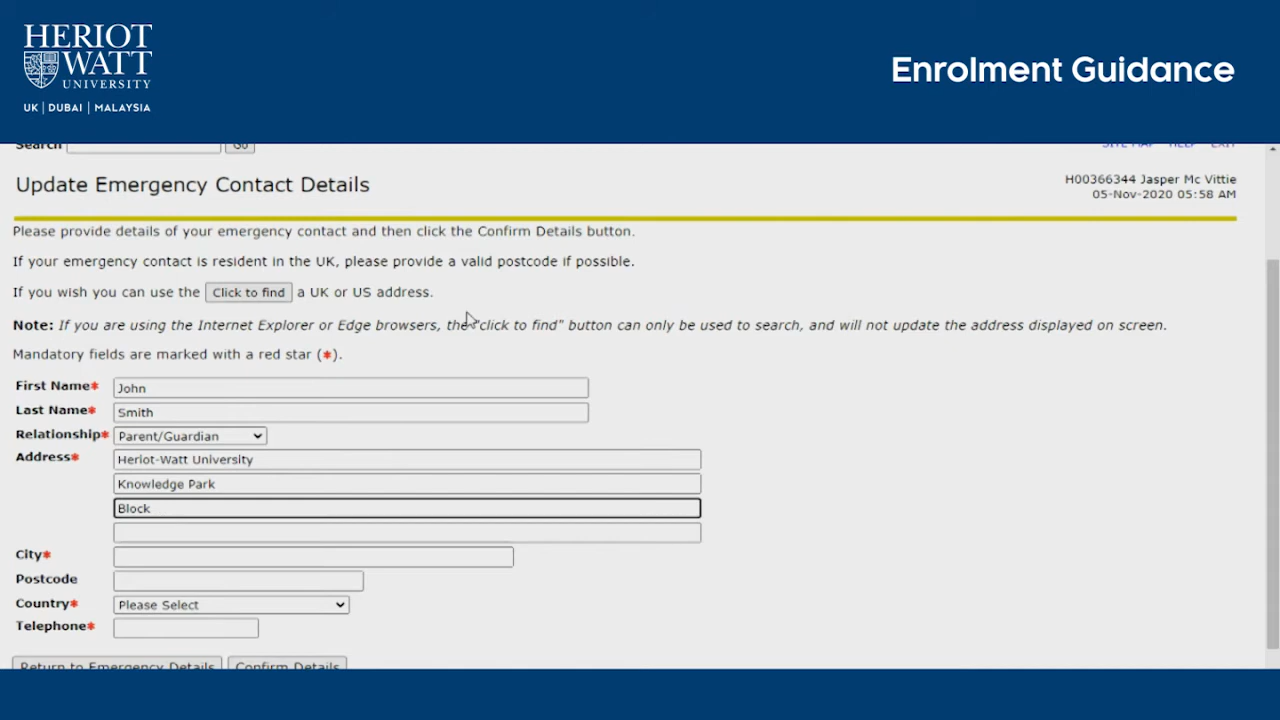 HERIOT
WATT
UNIVERSITY
UK | DUBAI | MALAYSIA
Enrolment Guidance
Search Go SITE MAP HELP EXIT
Update Emergency Contact Details
H00366344 Jasper Mc Vittie
05-Nov-2020 05:58 AM
Please provide details of your emergency contact and then click the Confirm Details button.
If your emergency contact is resident in the UK, please provide a valid postcode if possible.
If you wish you can use the Click to find a UK or US address.
Note: If you are using the Internet Explorer or Edge browsers, the "click to find" button can only be used to search, and will not update the address displayed on screen.
Mandatory fields are marked with a red star (*).
First Name* John
Last Name* Smith
Relationship* Parent/Guardian
Address* Heriot-Watt University
Knowledge Park
Block
City*
Postcode
Country* Please Select
Telephone*
Return to Emergency Details Confirm Details